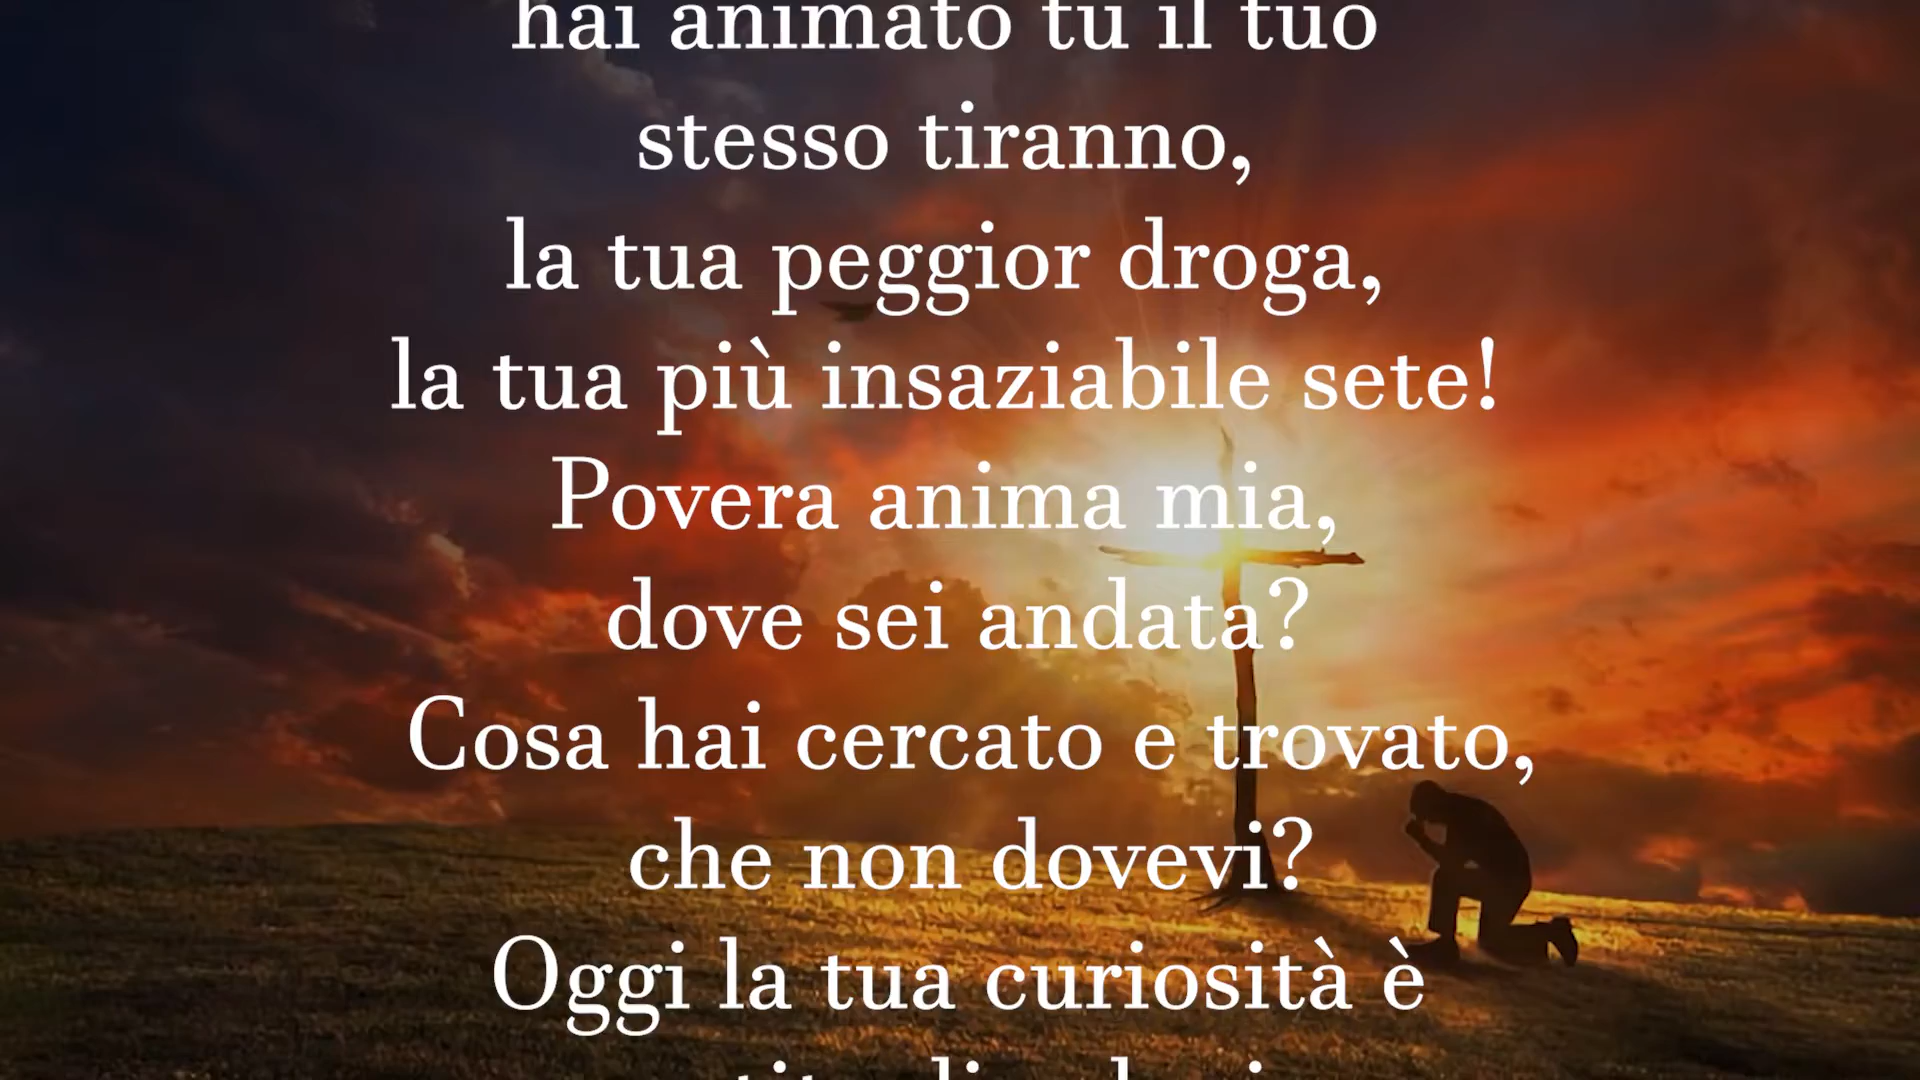 hai animato tu il tuo
stesso tiranno,
la tua peggior droga,
la tua più insaziabile sete!
Povera anima mia,
dove sei andata?
Cosa hai cercato e trovato,
che non dovevi?
Oggi la tua curiosità è